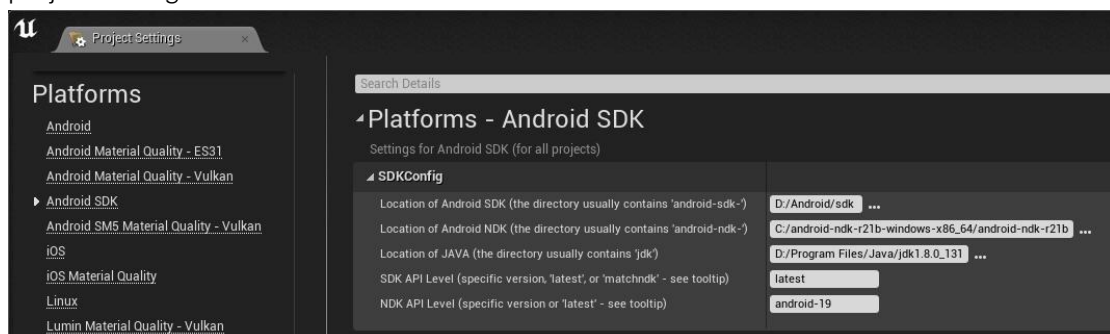 Project Settings
Search Details
Platforms
Android
Android Material Quality - ES31
Android Material Quality - Vulkan
Android SDK
Android SM5 Material Quality - Vulkan
iOS
iOS Material Quality
Linux
Lumin Material Quality - Vulkan
Platforms - Android SDK
Settings for Android SDK (for all projects)
SDKConfig
Location of Android SDK (the directory usually contains 'android-sdk-') D:/Android/sdk ...
Location of Android NDK (the directory usually contains 'android-ndk-') C:/android-ndk-r21b-windows-x86_64/android-ndk-r21b ...
Location of JAVA (the directory usually contains 'jdk') D:/Program Files/Java/jdk1.8.0_131 ...
SDK API Level (specific version, 'latest', or 'matchndk' - see tooltip) latest
NDK API Level (specific version or 'latest' - see tooltip) android-19